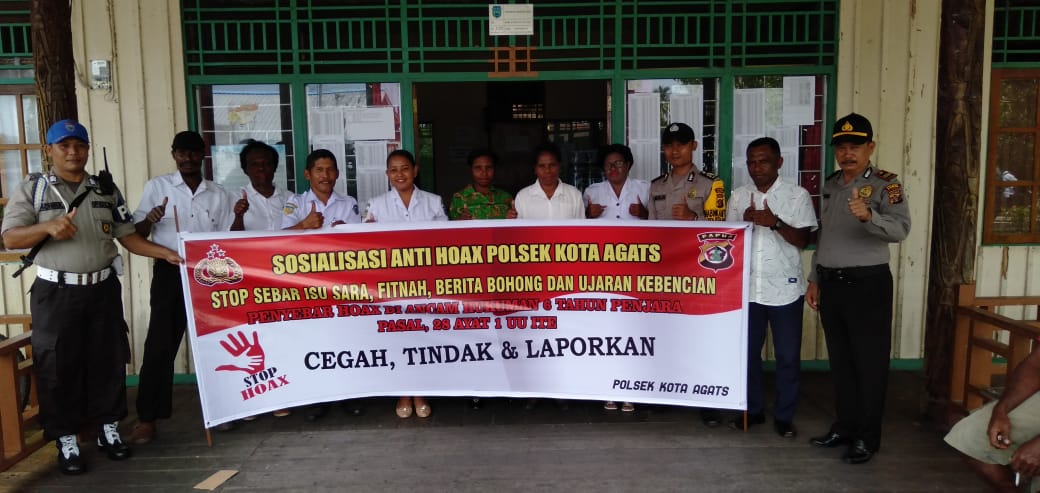 SOSIALISASI ANTI HOAX POLSEK KOTA AGATS
STOP SEBAR ISU SARA, FITNAH, BERITA BOHONG DAN UJARAN KEBENCIAN
PENYEBAR HOAX DI ANCAM HUKUMAN 6 TAHUN PENJARA
PASAL, 28 AYAT 1 UU ITE
CEGAH, TINDAK & LAPORKAN
STOP
HOAX
POLSEK KOTA AGATS
PAPUA